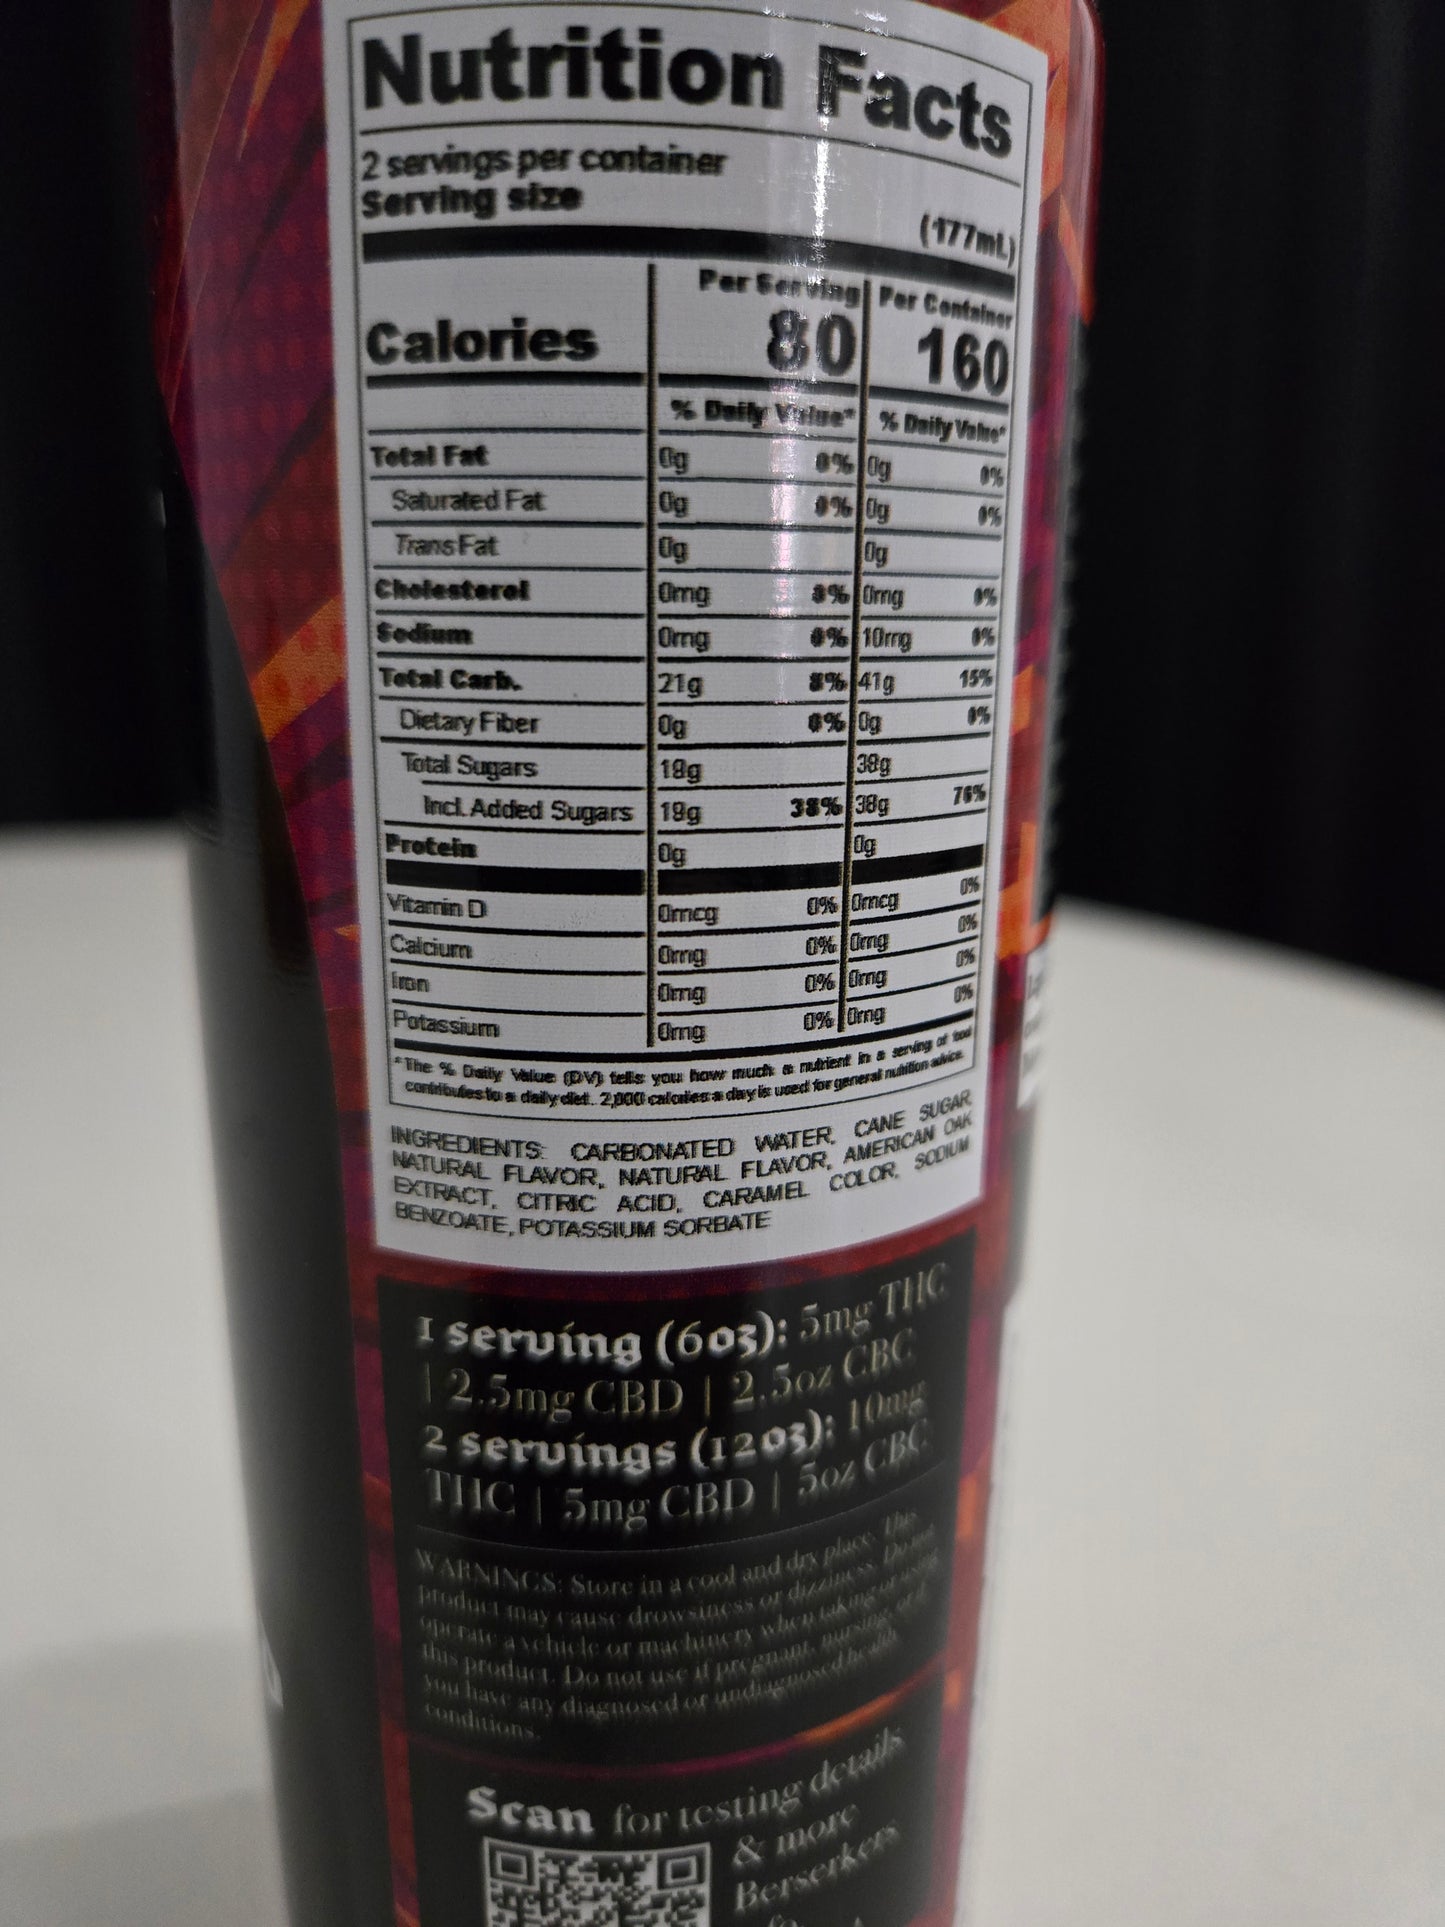 Nutrition Facts
2 servings per container
Serving size
(177mL)
Per Serving Per Container
Calories 80 160
% Daily Value* % Daily Value*
Total Fat 0g 0% 0g 0%
Saturated Fat 0g 0% 0g 0%
Trans Fat 0g 0g
Cholesterol 0mg 0% 0mg 0%
Sodium 0mg 0% 10mg 0%
Total Carb. 21g 8% 41g 15%
Dietary Fiber 0g 0% 0g 0%
Total Sugars 19g 38g
Incl. Added Sugars 19g 38% 38g 76%
Protein 0g 0g
Vitamin D 0mcg 0% 0mcg 0%
Calcium 0mg 0% 0mg 0%
Iron 0mg 0% 0mg 0%
Potassium 0mg 0% 0mg 0%
*The % Daily Value (DV) tells you how much a nutrient in a serving of food
contributes to a daily diet. 2,000 calories a day is used for general nutrition advice.
INGREDIENTS: CARBONATED WATER, CANE SUGAR,
NATURAL FLAVOR, NATURAL FLAVOR, AMERICAN OAK
EXTRACT, CITRIC ACID, CARAMEL COLOR, SODIUM
BENZOATE, POTASSIUM SORBATE
1 serving (6oz): 5mg THC
| 2.5mg CBD | 2.5oz CBC
2 servings (12oz): 10mg
THC | 5mg CBD | 5oz CBC
WARNINGS: Store in a cool and dry place. This
product may cause drowsiness or dizziness. Do not
operate a vehicle or machinery when taking or using
this product. Do not use if pregnant, nursing, or if
you have any diagnosed or undiagnosed health
conditions.
Scan for testing details
& more
Berserkers